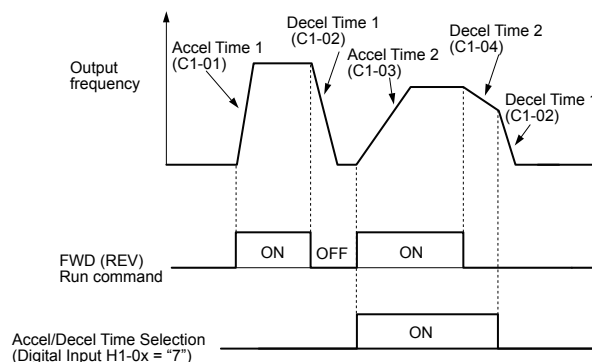 Output
frequency
Accel Time 1
(C1-01)
Decel Time 1
(C1-02)
Accel Time 2
(C1-03)
Decel Time 2
(C1-04)
Decel Time 1
(C1-02)
FWD (REV)
Run command
ON
OFF
ON
Accel/Decel Time Selection
(Digital Input H1-0x = “7”)
ON